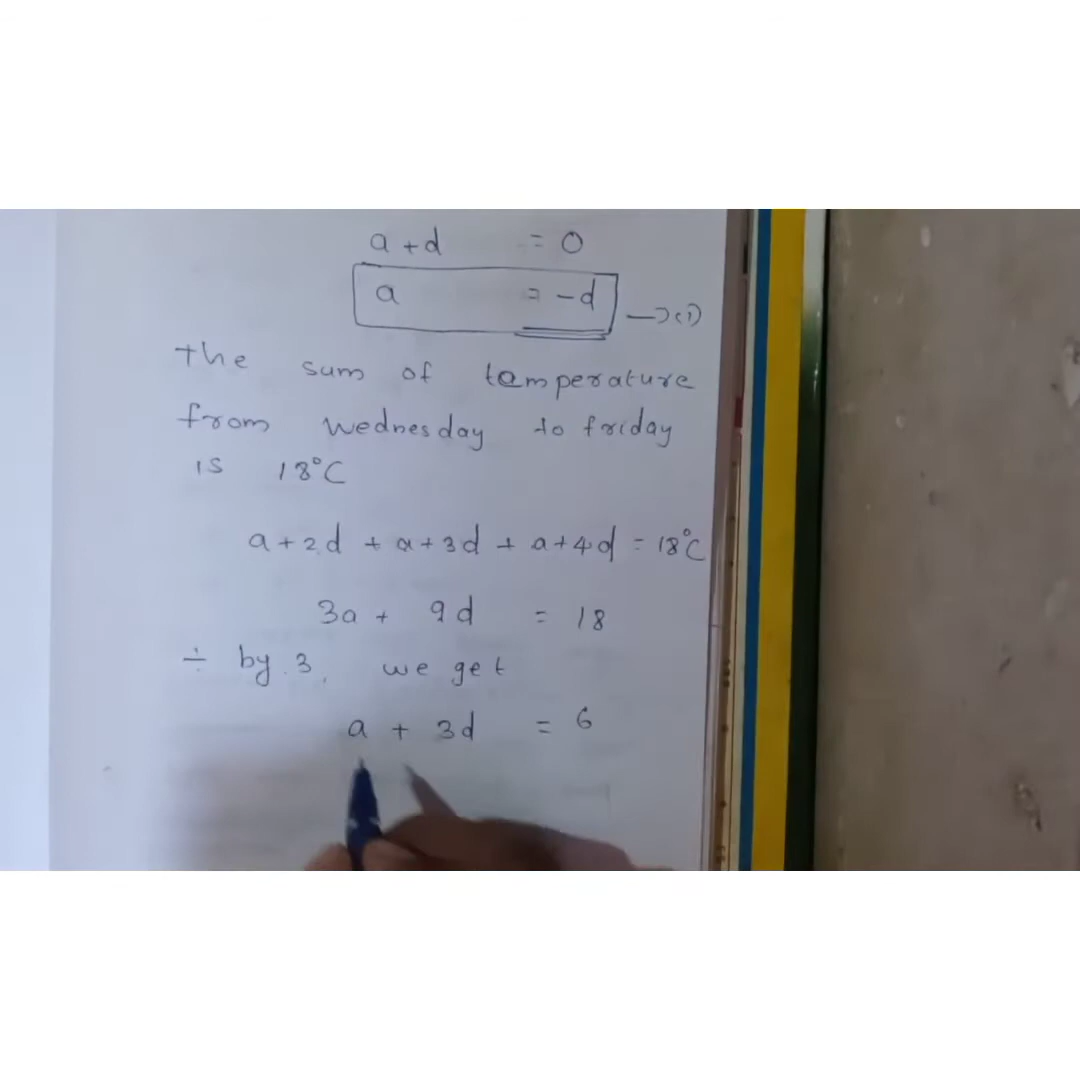 a + d = 0
a = - d → (1)
the sum of temperature
from wednesday to friday
is 18°C
a + 2d + a + 3d + a + 4d = 18°C
3a + 9d = 18
÷ by 3, we get
a + 3d = 6